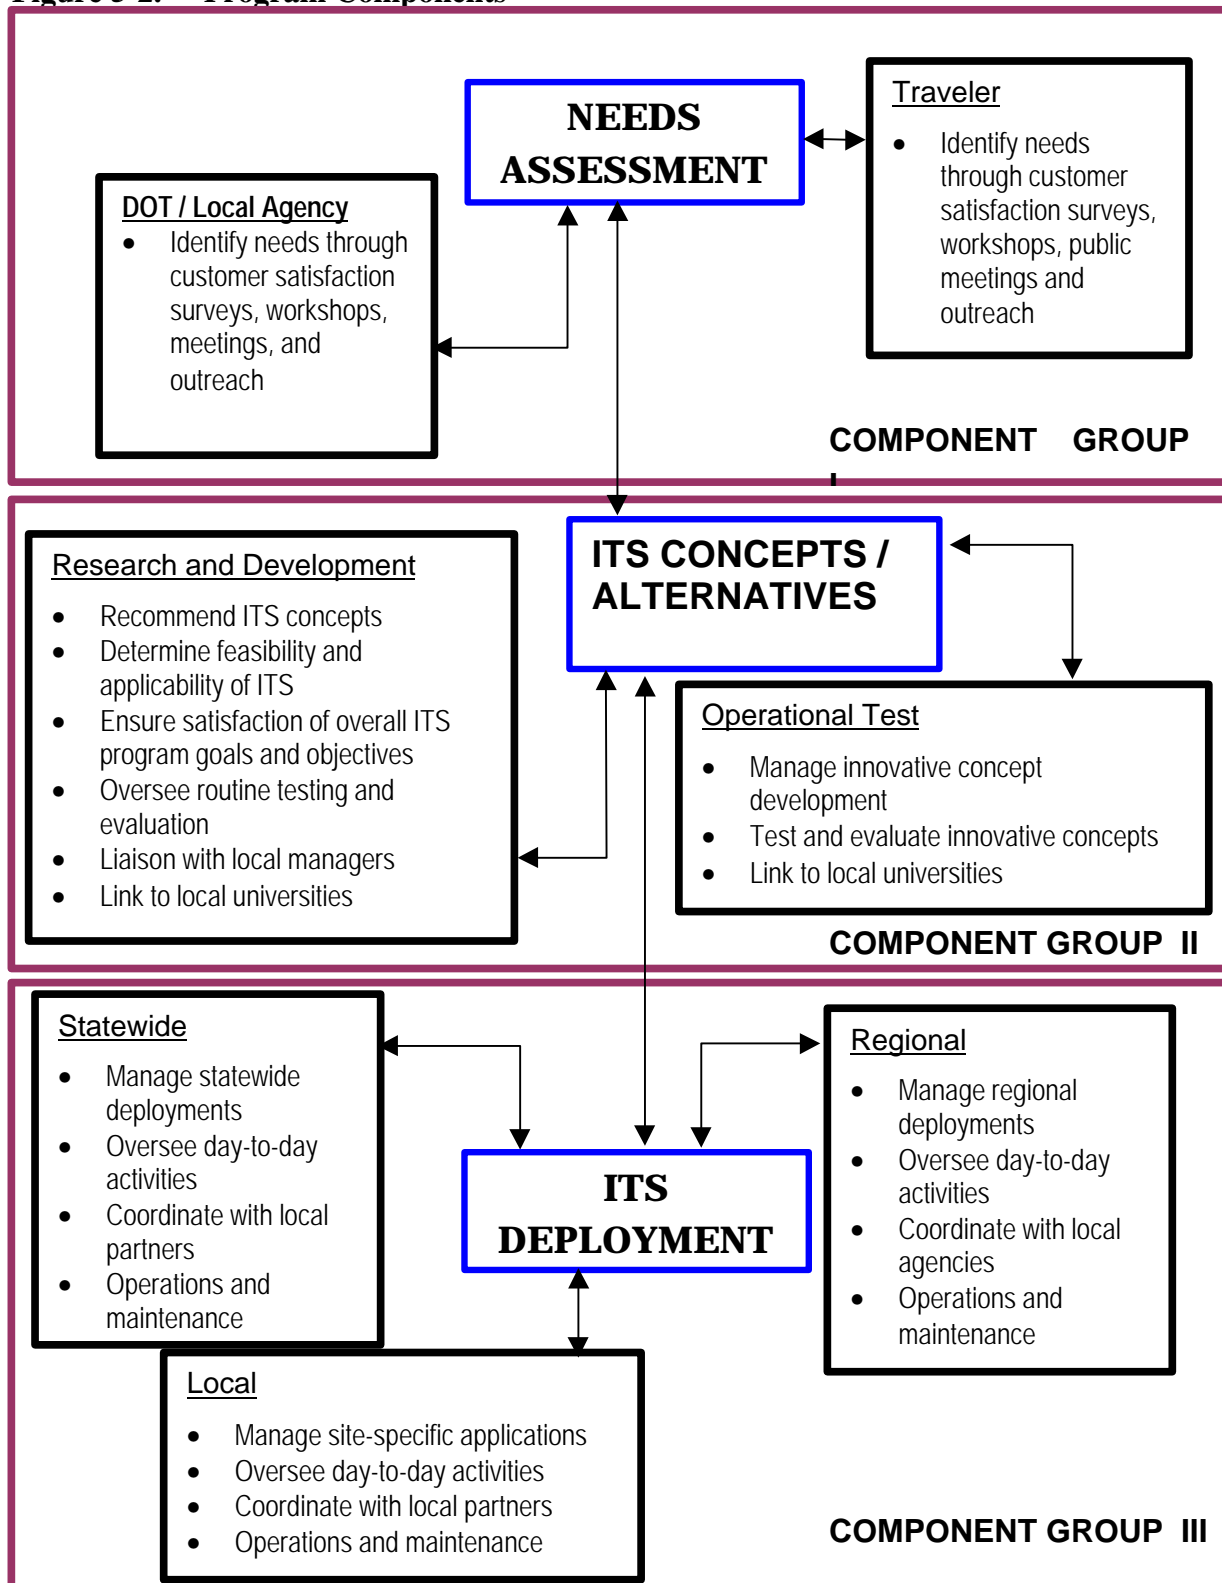 Figure 3-2. Program Components
NEEDS
ASSESSMENT
Traveler
• Identify needs
through customer
satisfaction surveys,
workshops, public
meetings and
outreach
DOT / Local Agency
• Identify needs through
customer satisfaction
surveys, workshops,
meetings, and
outreach
COMPONENT GROUP
I
ITS CONCEPTS /
ALTERNATIVES
Research and Development
• Recommend ITS concepts
• Determine feasibility and
applicability of ITS
• Ensure satisfaction of overall ITS
program goals and objectives
• Oversee routine testing and
evaluation
• Liaison with local managers
• Link to local universities
Operational Test
• Manage innovative concept
development
• Test and evaluate innovative concepts
• Link to local universities
COMPONENT GROUP II
Statewide
• Manage statewide
deployments
• Oversee day-to-day
activities
• Coordinate with local
partners
• Operations and
maintenance
Regional
• Manage regional
deployments
• Oversee day-to-day
activities
• Coordinate with local
agencies
• Operations and
maintenance
ITS
DEPLOYMENT
Local
• Manage site-specific applications
• Oversee day-to-day activities
• Coordinate with local partners
• Operations and maintenance
COMPONENT GROUP III